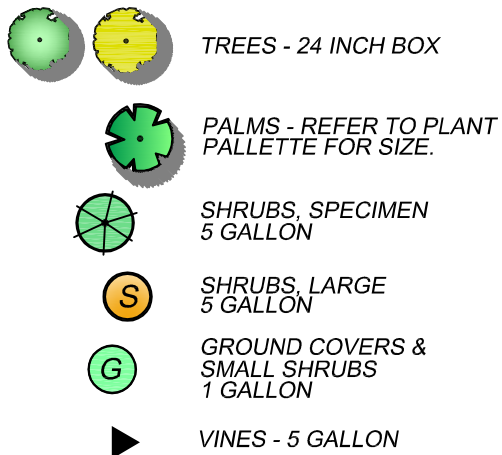 TREES - 24 INCH BOX
PALMS - REFER TO PLANT
PALLETTE FOR SIZE.
SHRUBS, SPECIMEN
5 GALLON
S
SHRUBS, LARGE
5 GALLON
G
GROUND COVERS &
SMALL SHRUBS
1 GALLON
VINES - 5 GALLON